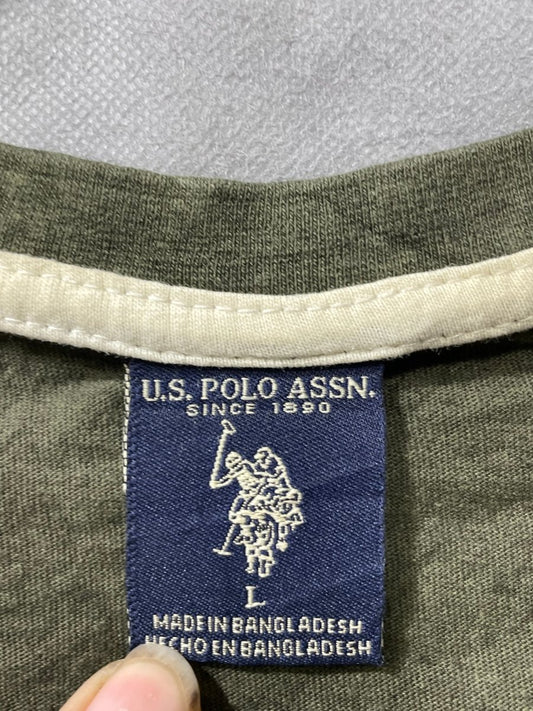 U.S. POLO ASSN.
SINCE 1890
L
MADE IN BANGLADESH
HECHO EN BANGLADESH